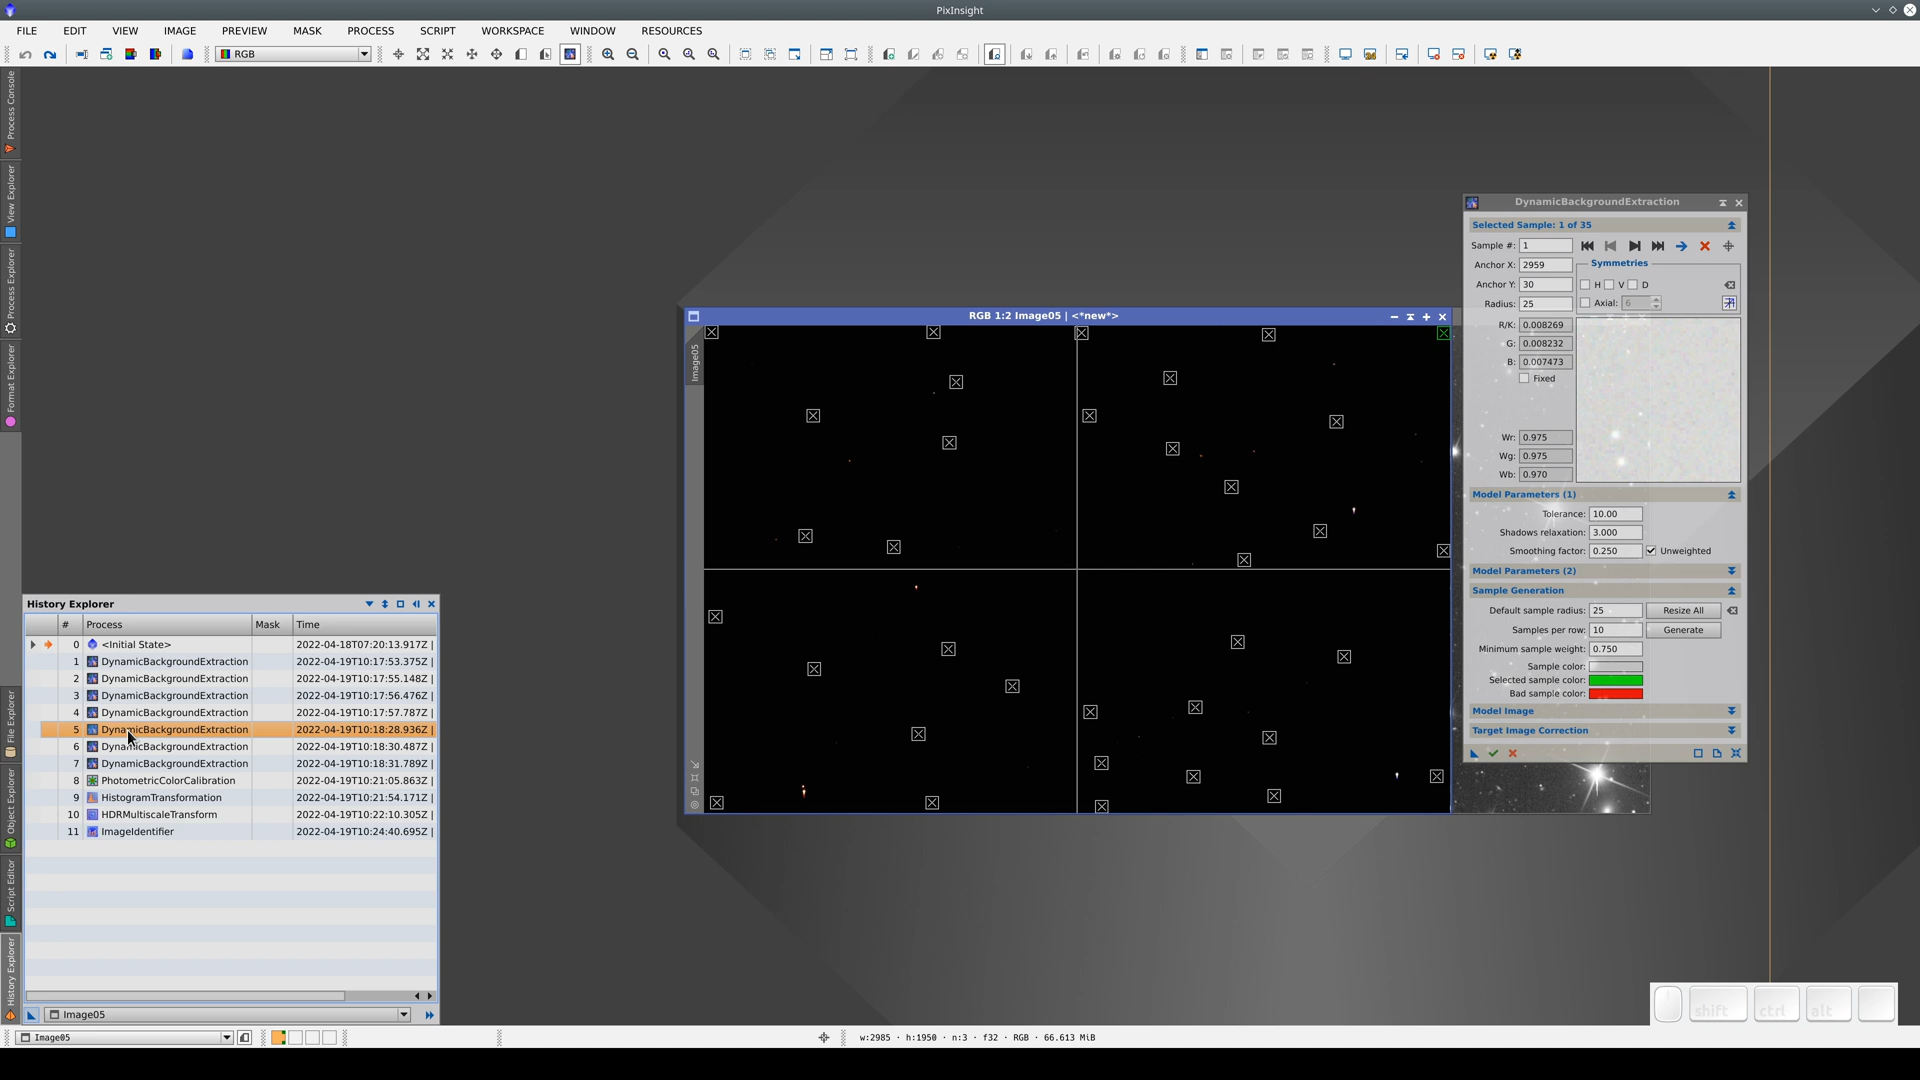 PixInsight
FILE EDIT VIEW IMAGE PREVIEW MASK PROCESS SCRIPT WORKSPACE WINDOW RESOURCES
RGB
Process Console
View Explorer
Process Explorer
Format Explorer
File Explorer
Object Explorer
Script Editor
History Explorer
RGB 1:2 Image05 | <*new*>
Image05
DynamicBackgroundExtraction
Selected Sample: 1 of 35
Sample #: 1
Anchor X: 2959
Symmetries
Anchor Y: 30
H V D
Radius: 25
Axial: 6
R/K: 0.008269
G: 0.008232
B: 0.007473
Fixed
Wr: 0.975
Wg: 0.975
Wb: 0.970
Model Parameters (1)
Tolerance: 10.00
Shadows relaxation: 3.000
Smoothing factor: 0.250 Unweighted
Model Parameters (2)
Sample Generation
Default sample radius: 25 Resize All
Samples per row: 10 Generate
Minimum sample weight: 0.750
Sample color:
Selected sample color:
Bad sample color:
Model Image
Target Image Correction
History Explorer
# Process Mask Time
0 <Initial State> 2022-04-18T07:20:13.917Z |
1 DynamicBackgroundExtraction 2022-04-19T10:17:53.375Z |
2 DynamicBackgroundExtraction 2022-04-19T10:17:55.148Z |
3 DynamicBackgroundExtraction 2022-04-19T10:17:56.476Z |
4 DynamicBackgroundExtraction 2022-04-19T10:17:57.787Z |
5 DynamicBackgroundExtraction 2022-04-19T10:18:28.936Z |
6 DynamicBackgroundExtraction 2022-04-19T10:18:30.487Z |
7 DynamicBackgroundExtraction 2022-04-19T10:18:31.789Z |
8 PhotometricColorCalibration 2022-04-19T10:21:05.863Z |
9 HistogramTransformation 2022-04-19T10:21:54.171Z |
10 HDRMultiscaleTransform 2022-04-19T10:22:10.305Z |
11 ImageIdentifier 2022-04-19T10:24:40.695Z |
Image05
shift ctrl alt
Image05
w:2985 · h:1950 · n:3 · f32 · RGB · 66.613 MiB